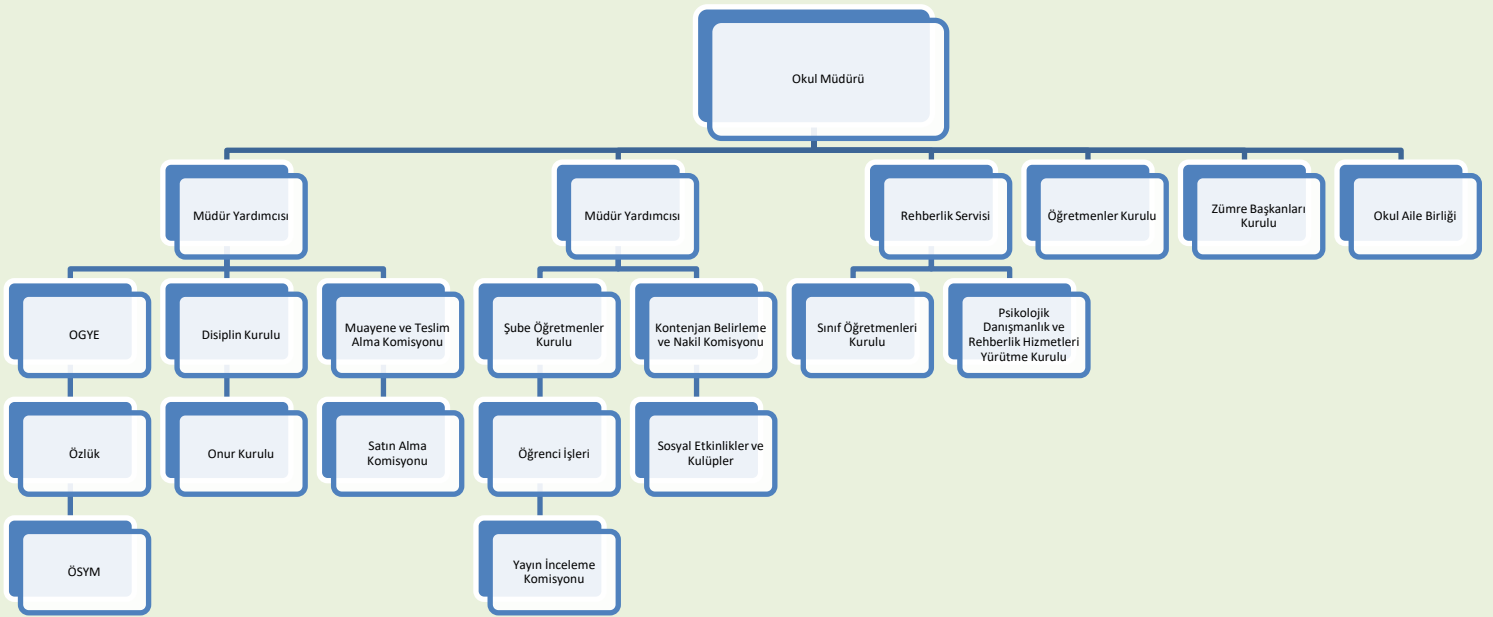 Okul Müdürü
Müdür Yardımcısı
Müdür Yardımcısı
Rehberlik Servisi
Öğretmenler Kurulu
Zümre Başkanları
Kurulu
Okul Aile Birliği
OGYE
Disiplin Kurulu
Muayene ve Teslim
Alma Komisyonu
Şube Öğretmenler
Kurulu
Kontenjan Belirleme
ve Nakil Komisyonu
Sınıf Öğretmenleri
Kurulu
Psikolojik
Danışmanlık ve
Rehberlik Hizmetleri
Yürütme Kurulu
Özlük
Onur Kurulu
Satın Alma
Komisyonu
Öğrenci İşleri
Sosyal Etkinlikler ve
Kulüpler
ÖSYM
Yayın İnceleme
Komisyonu